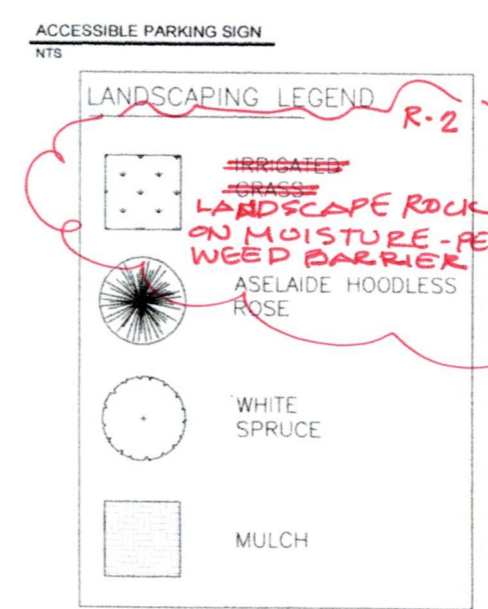 ACCESSIBLE PARKING SIGN
NTS
LANDSCAPING LEGEND
R-2
IRRIGATED
GRASS
LANDSCAPE ROCK
ON MOISTURE-PE
WEED BARRIER
ASELAIDE HOODLESS
ROSE
WHITE
SPRUCE
MULCH